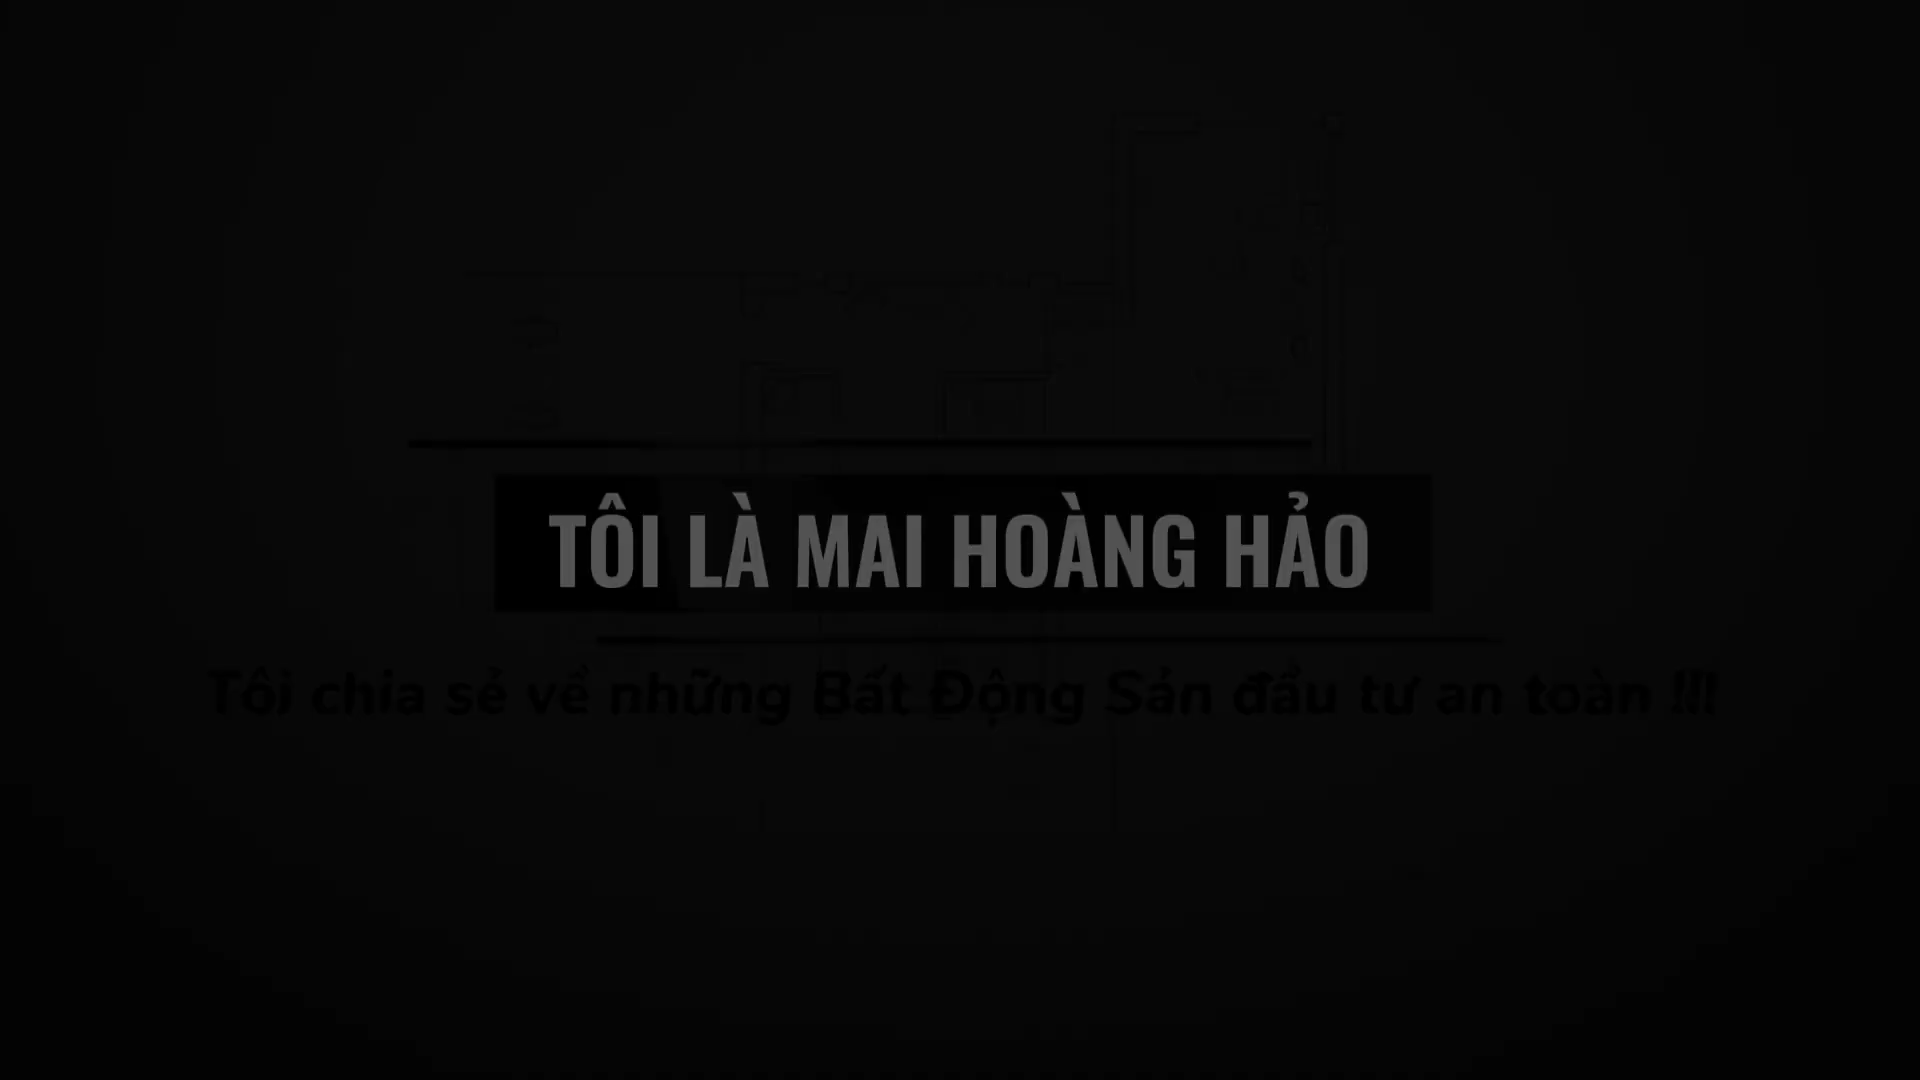 TÔI LÀ MAI HOÀNG HẢO
Tôi chia sẻ về những Bất Động Sản đầu tư an toàn !!!